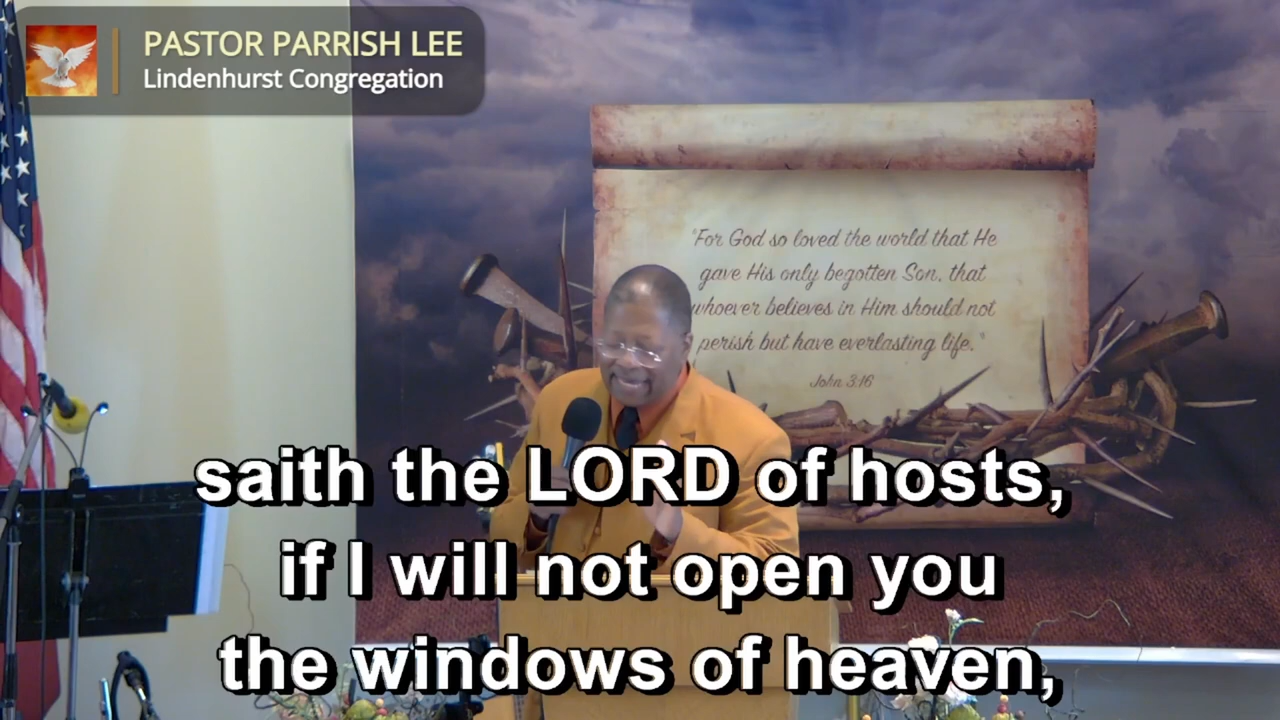 PASTOR PARRISH LEE
Lindenhurst Congregation
"For God so loved the world that He
gave His only begotten Son, that
whoever believes in Him should not
perish but have everlasting life."
John 3:16
saith the LORD of hosts,
if I will not open you
the windows of heaven,